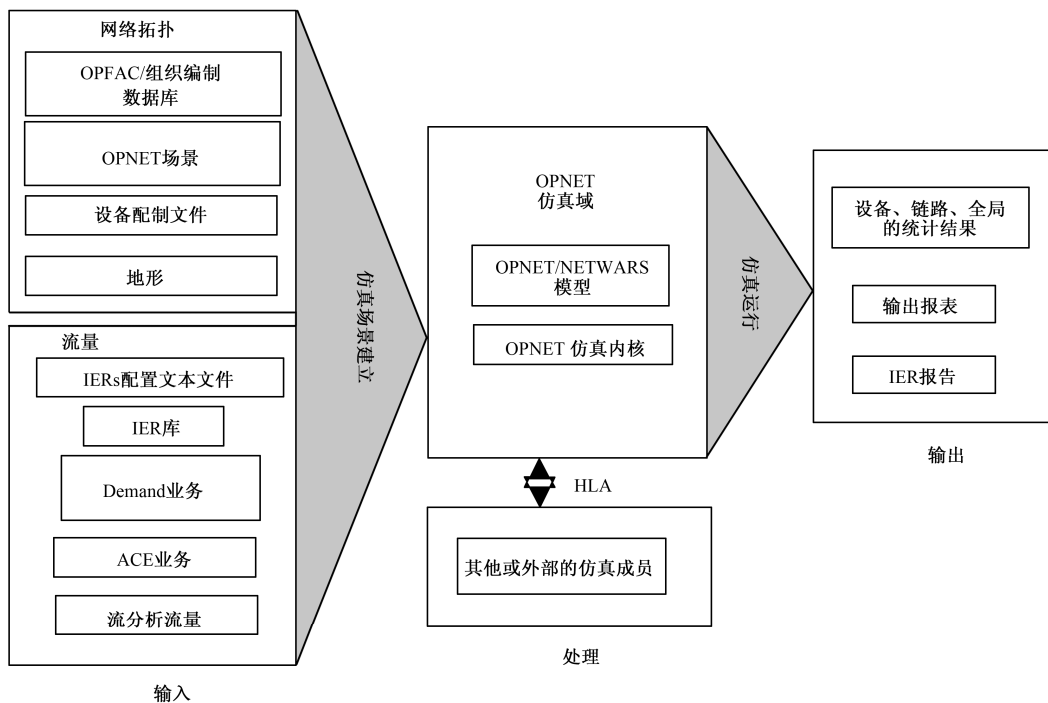 网络拓扑
OPFAC/组织编制
数据库
OPNET场景
设备配制文件
地形
流量
IERs配置文本文件
IER库
Demand业务
ACE业务
流分析流量
输入
仿真场景建立
OPNET
仿真域
OPNET/NETWARS
模型
OPNET 仿真内核
HLA
其他或外部的仿真成员
处理
仿真运行
设备、链路、全局
的统计结果
输出报表
IER报告
输出